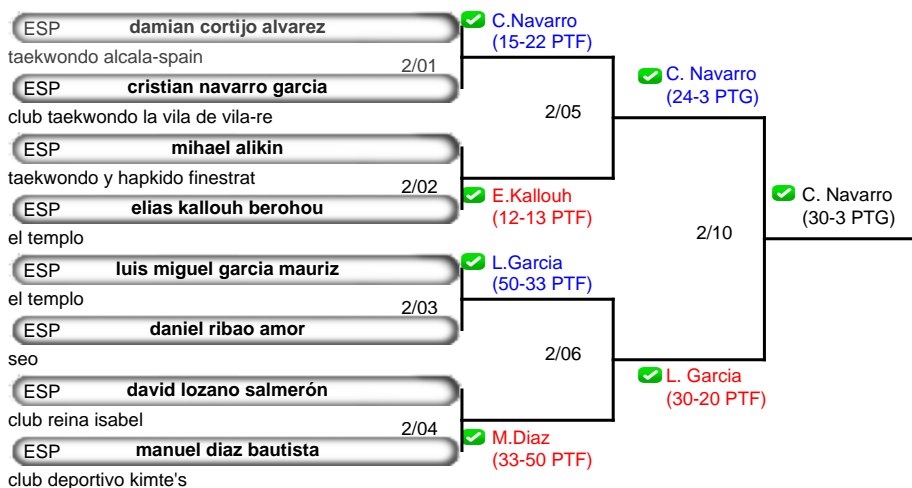 ESP damian cortijo alvarez
taekwondo alcala-spain
2/01
ESP cristian navarro garcia
club taekwondo la vila de vila-re
C.Navarro
(15-22 PTF)
ESP mihael alikin
taekwondo y hapkido finestrat
2/02
ESP elias kallouh berohou
el templo
E.Kallouh
(12-13 PTF)
2/05
C. Navarro
(24-3 PTG)
ESP luis miguel garcia mauriz
el templo
2/03
ESP daniel ribao amor
seo
L.Garcia
(50-33 PTF)
ESP david lozano salmerón
club reina isabel
2/04
ESP manuel diaz bautista
club deportivo kimte's
M.Diaz
(33-50 PTF)
2/06
L. Garcia
(30-20 PTF)
2/10
C. Navarro
(30-3 PTG)